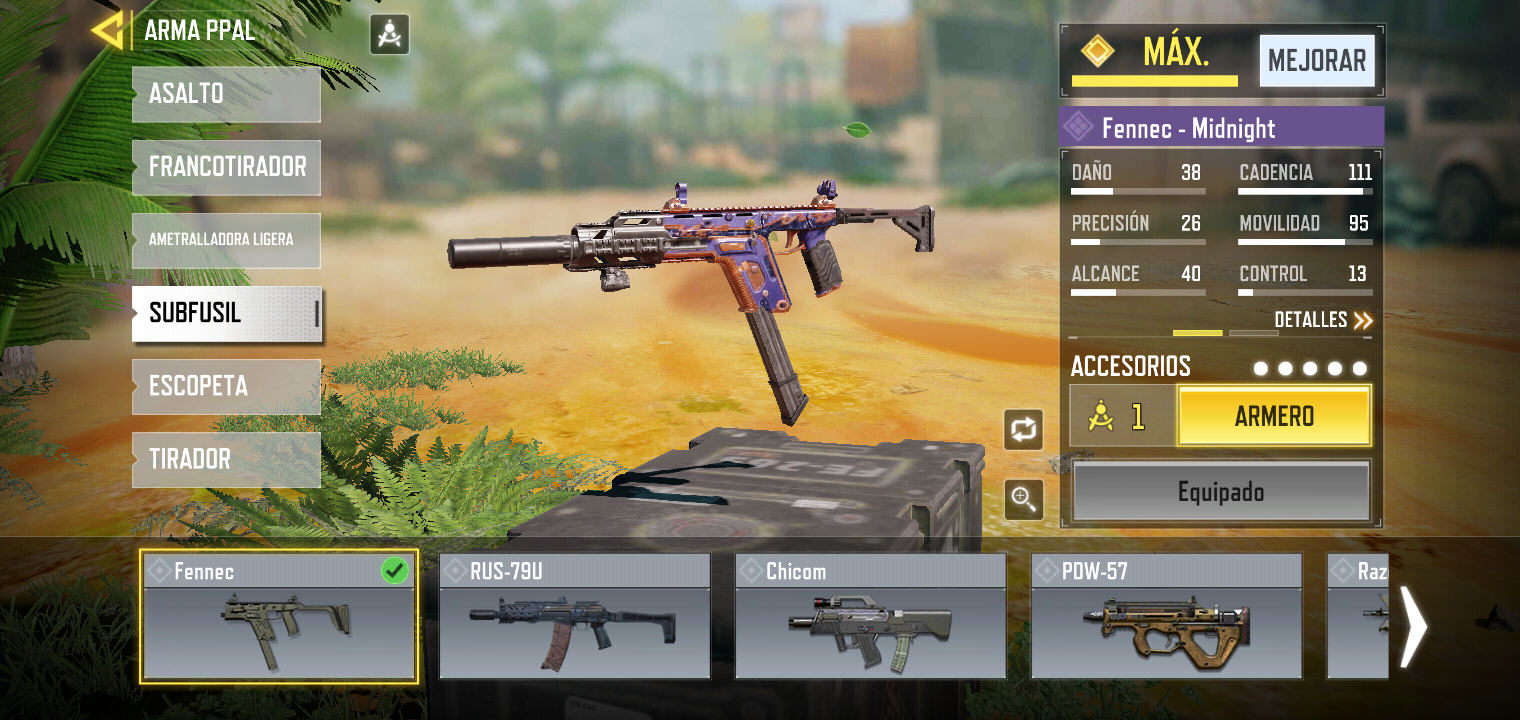 ARMA PPAL
ASALTO
FRANCOTIRADOR
AMETRALLADORA LIGERA
SUBFUSIL
ESCOPETA
TIRADOR
MÁX.
MEJORAR
Fennec - Midnight
DAÑO 38 CADENCIA 111
PRECISIÓN 26 MOVILIDAD 95
ALCANCE 40 CONTROL 13
DETALLES
ACCESORIOS
1 ARMERO
Equipado
Fennec
RUS-79U
Chicom
PDW-57
Raz